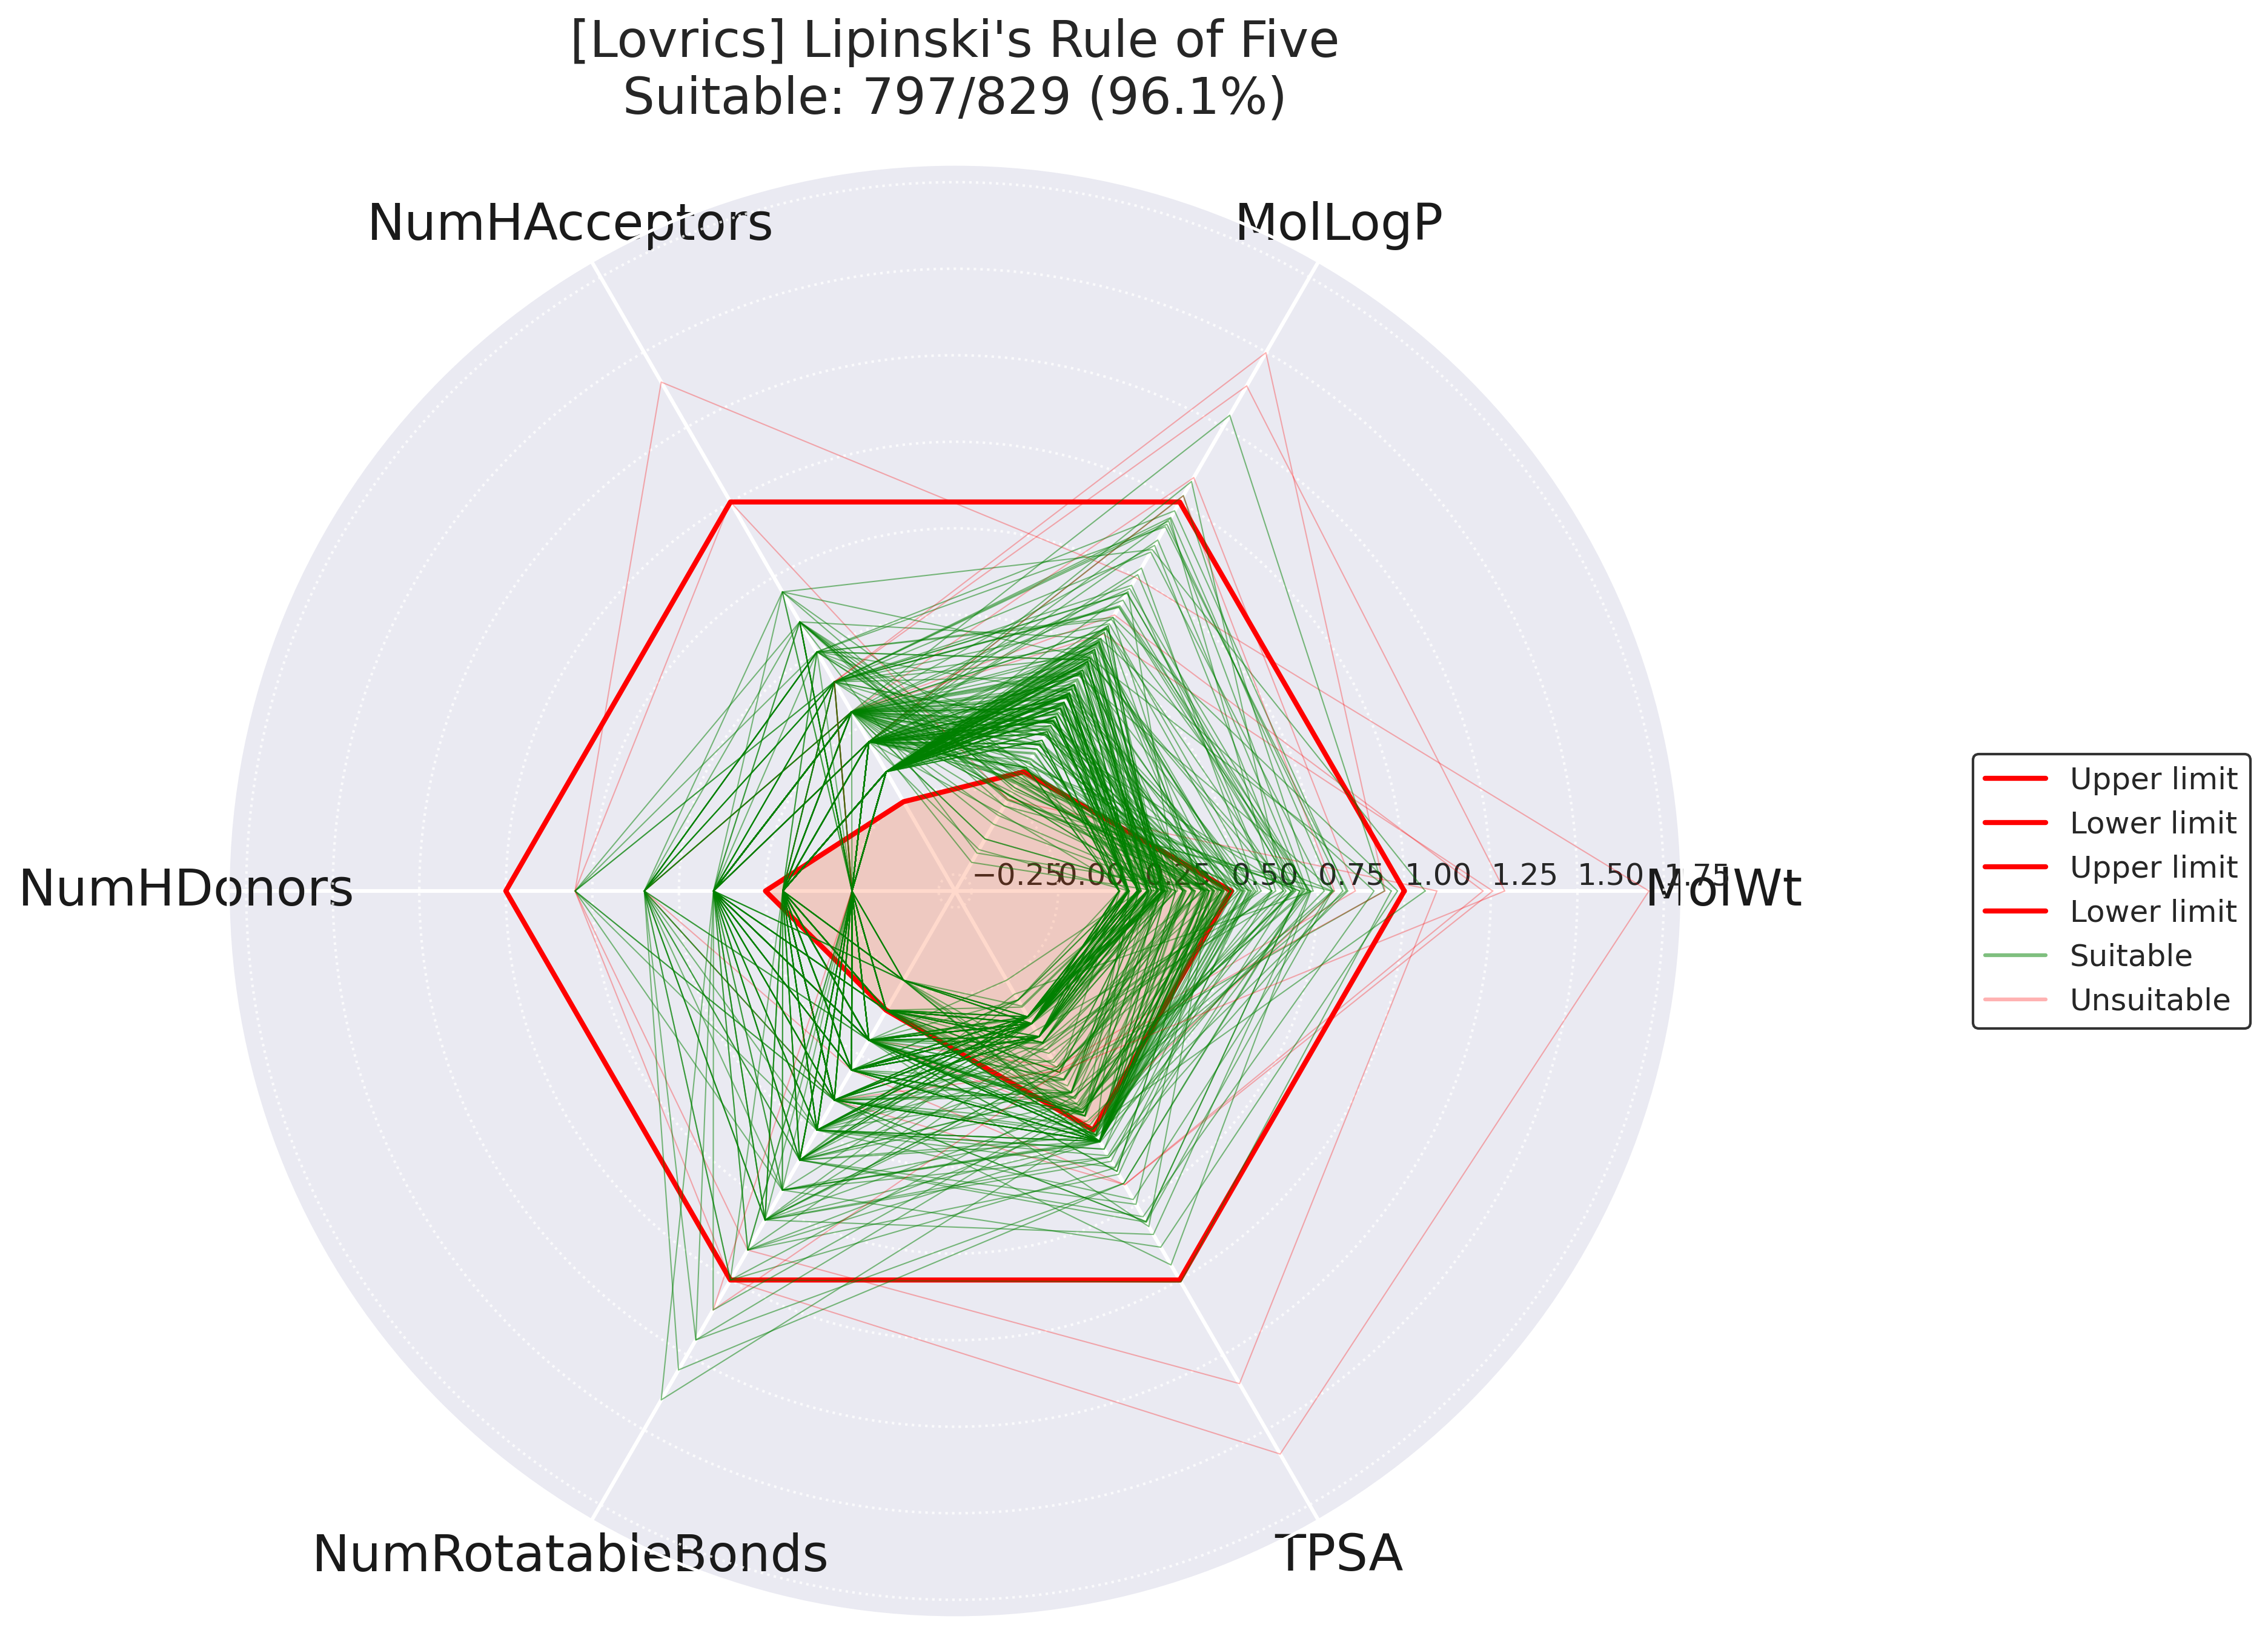 [Lovrics] Lipinski's Rule of Five
Suitable: 797/829 (96.1%)
NumHAcceptors
MolLogP
NumHDonors
−0.25 0.00 0.25 0.50 0.75 1.00 1.25 1.50 1.75
MolWt
Upper limit
Lower limit
Upper limit
Lower limit
Suitable
Unsuitable
NumRotatableBonds
TPSA